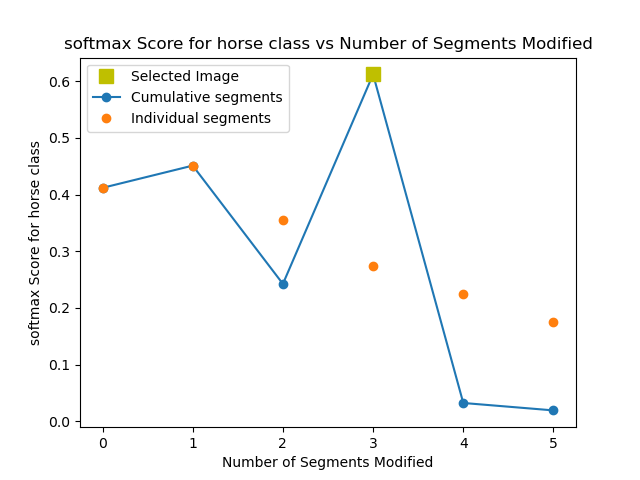 softmax Score for horse class vs Number of Segments Modified
Selected Image
Cumulative segments
Individual segments
softmax Score for horse class
0.6
0.5
0.4
0.3
0.2
0.1
0.0
0 1 2 3 4 5
Number of Segments Modified